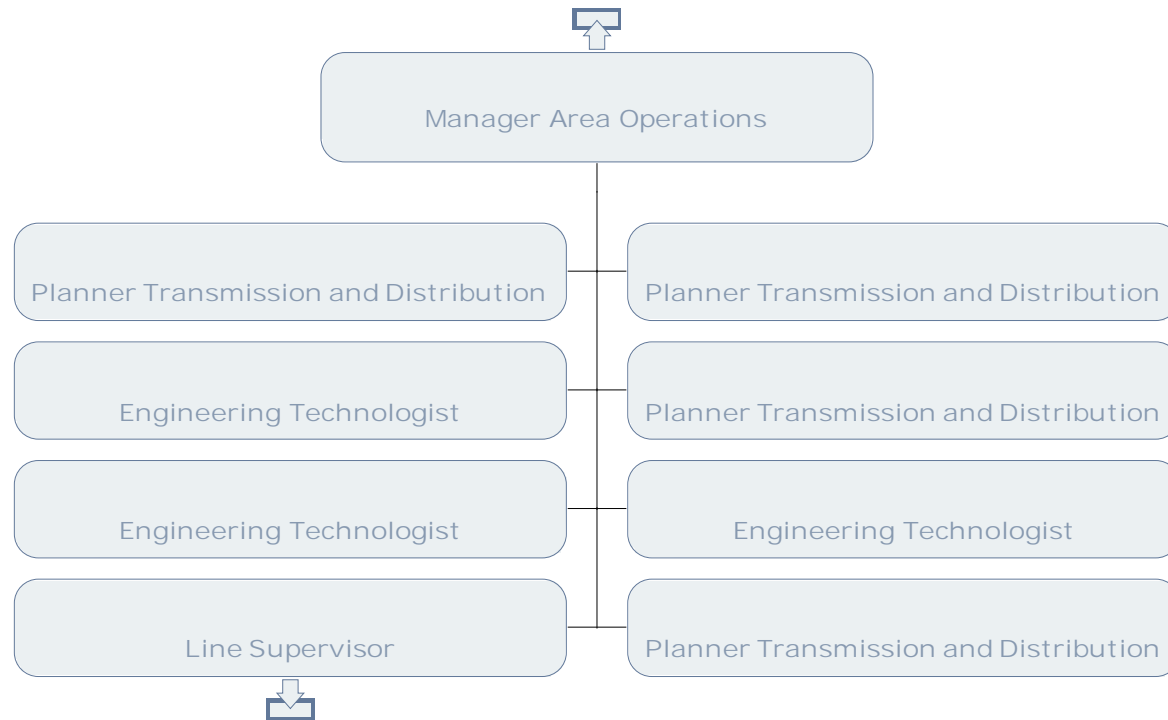 Manager Area Operations
Planner Transmission and Distribution
Planner Transmission and Distribution
Engineering Technologist
Planner Transmission and Distribution
Engineering Technologist
Engineering Technologist
Line Supervisor
Planner Transmission and Distribution